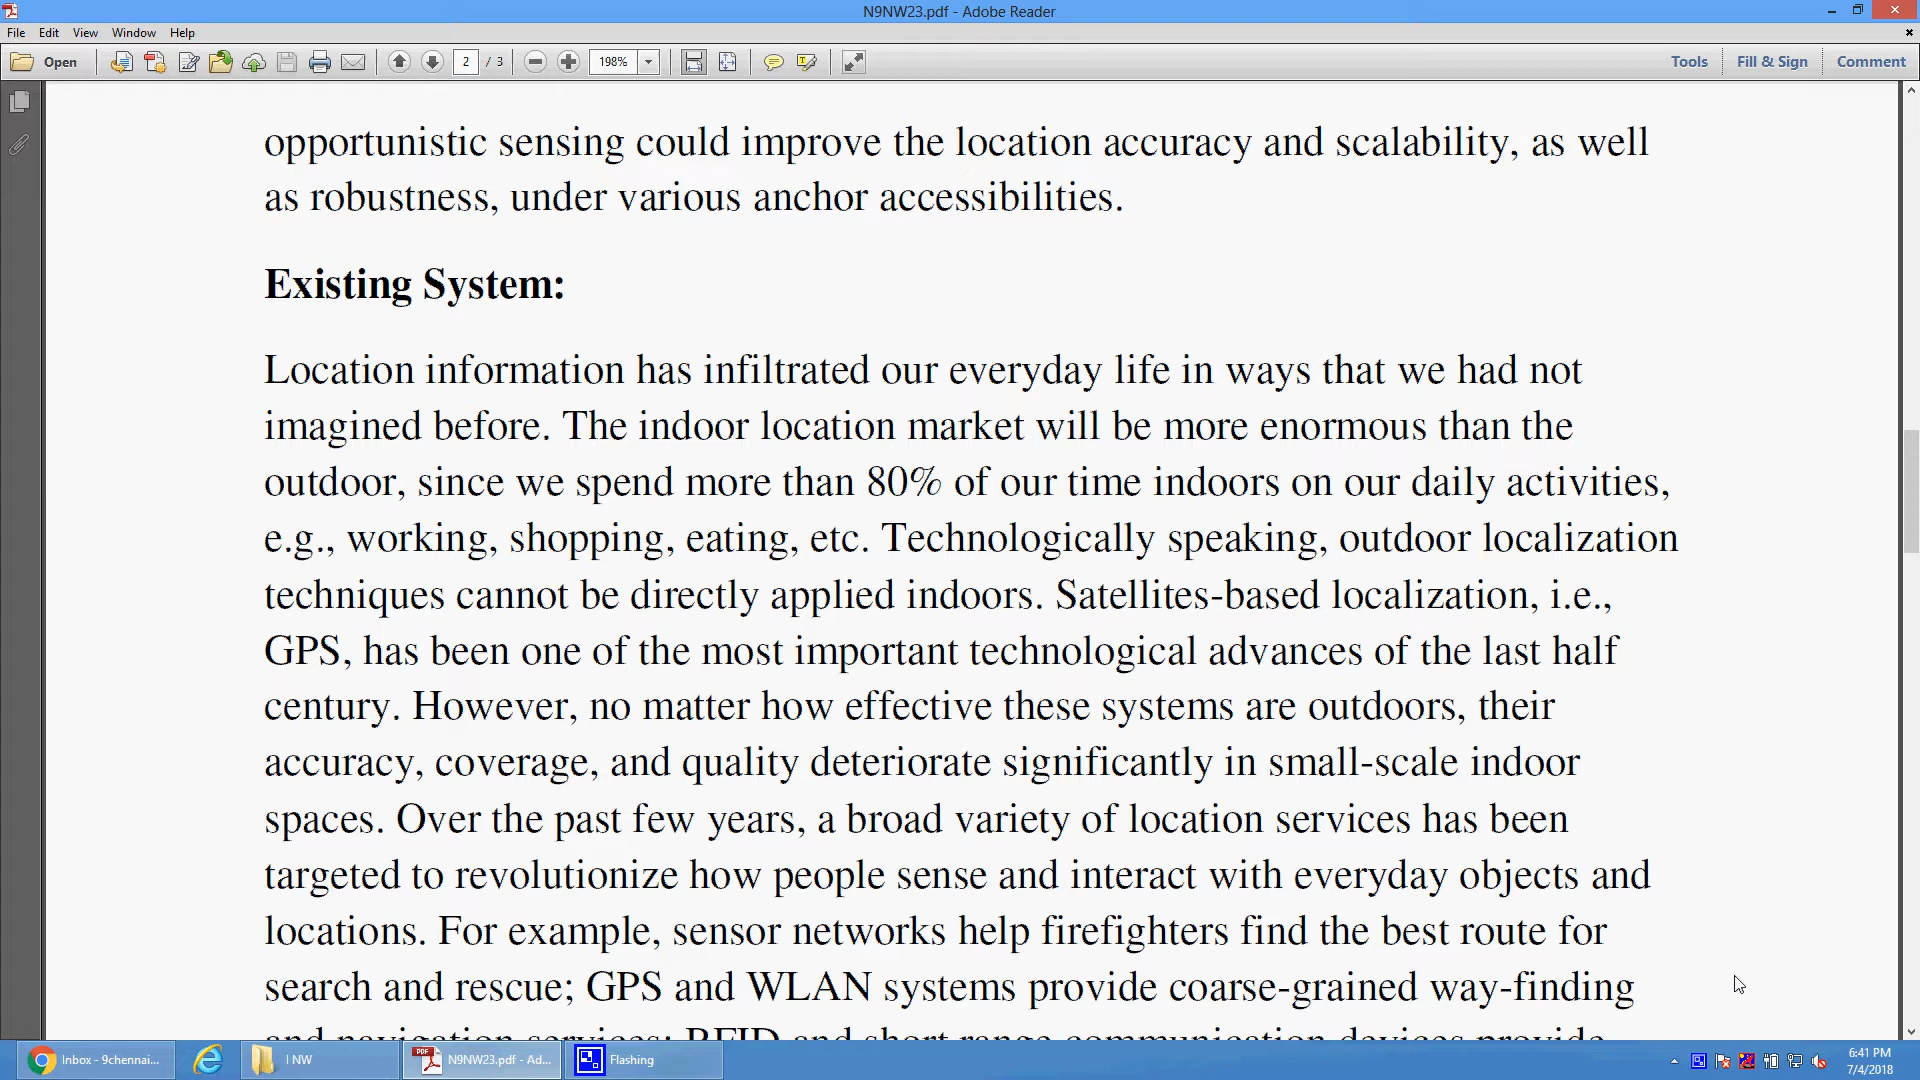 N9NW23.pdf - Adobe Reader
File Edit View Window Help
Open 2 / 3 198% Tools Fill & Sign Comment
opportunistic sensing could improve the location accuracy and scalability, as well
as robustness, under various anchor accessibilities.
Existing System:
Location information has infiltrated our everyday life in ways that we had not
imagined before. The indoor location market will be more enormous than the
outdoor, since we spend more than 80% of our time indoors on our daily activities,
e.g., working, shopping, eating, etc. Technologically speaking, outdoor localization
techniques cannot be directly applied indoors. Satellites-based localization, i.e.,
GPS, has been one of the most important technological advances of the last half
century. However, no matter how effective these systems are outdoors, their
accuracy, coverage, and quality deteriorate significantly in small-scale indoor
spaces. Over the past few years, a broad variety of location services has been
targeted to revolutionize how people sense and interact with everyday objects and
locations. For example, sensor networks help firefighters find the best route for
search and rescue; GPS and WLAN systems provide coarse-grained way-finding
and navigation services; RFID and short range communication devices provide
Inbox - 9chennai... I NW N9NW23.pdf - Ad... Flashing 6:41 PM
7/4/2018